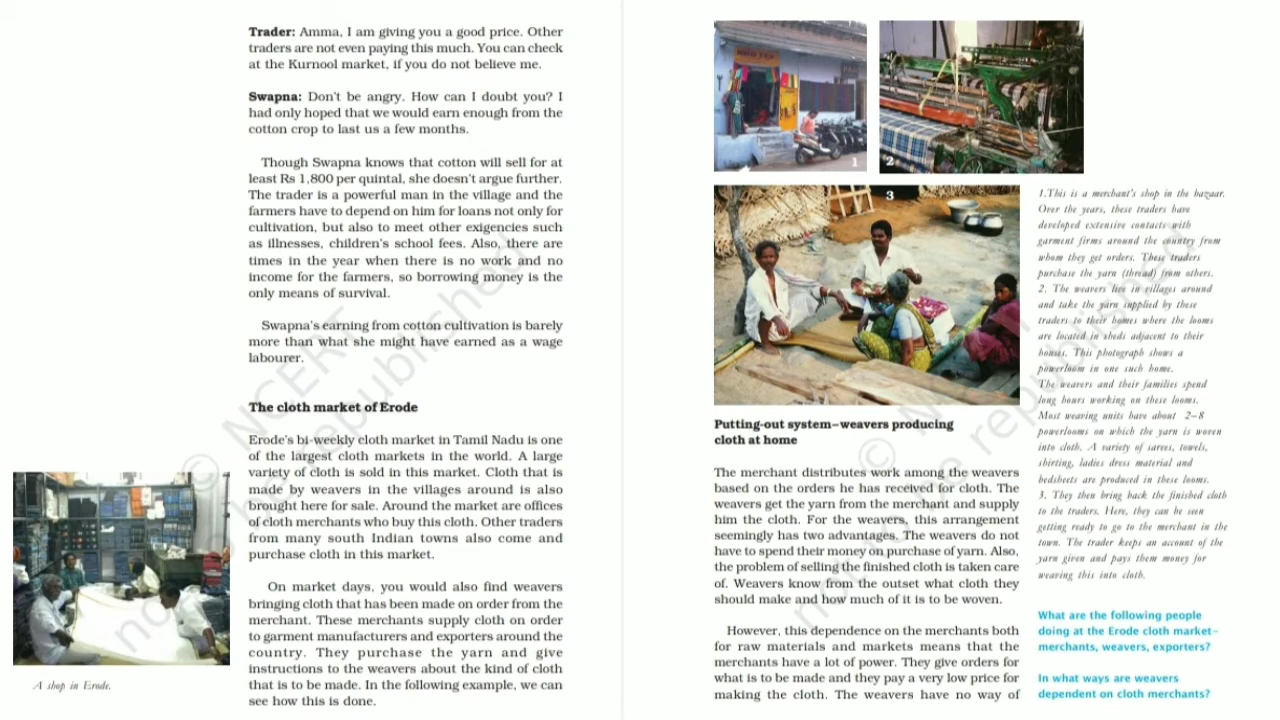 Trader: Amma, I am giving you a good price. Other
traders are not even paying this much. You can check
at the Kurnool market, if you do not believe me.
Swapna: Don't be angry. How can I doubt you? I
had only hoped that we would earn enough from the
cotton crop to last us a few months.
Though Swapna knows that cotton will sell for at
least Rs 1,800 per quintal, she doesn't argue further.
The trader is a powerful man in the village and the
farmers have to depend on him for loans not only for
cultivation, but also to meet other exigencies such
as illnesses, children's school fees. Also, there are
times in the year when there is no work and no
income for the farmers, so borrowing money is the
only means of survival.
Swapna's earning from cotton cultivation is barely
more than what she might have earned as a wage
labourer.
The cloth market of Erode
Erode's bi-weekly cloth market in Tamil Nadu is one
of the largest cloth markets in the world. A large
variety of cloth is sold in this market. Cloth that is
made by weavers in the villages around is also
brought here for sale. Around the market are offices
of cloth merchants who buy this cloth. Other traders
from many south Indian towns also come and
purchase cloth in this market.
On market days, you would also find weavers
bringing cloth that has been made on order from the
merchant. These merchants supply cloth on order
to garment manufacturers and exporters around the
country. They purchase the yarn and give
instructions to the weavers about the kind of cloth
that is to be made. In the following example, we can
see how this is done.
A shop in Erode.
© NCERT
not to be republished
1
2
3
Putting-out system–weavers producing
cloth at home
The merchant distributes work among the weavers
based on the orders he has received for cloth. The
weavers get the yarn from the merchant and supply
him the cloth. For the weavers, this arrangement
seemingly has two advantages. The weavers do not
have to spend their money on purchase of yarn. Also,
the problem of selling the finished cloth is taken care
of. Weavers know from the outset what cloth they
should make and how much of it is to be woven.
However, this dependence on the merchants both
for raw materials and markets means that the
merchants have a lot of power. They give orders for
what is to be made and they pay a very low price for
making the cloth. The weavers have no way of
1.This is a merchant's shop in the bazaar.
Over the years, these traders have
developed extensive contacts with
garment firms around the country from
whom they get orders. These traders
purchase the yarn (thread) from others.
2. The weavers live in villages around
and take the yarn supplied by these
traders to their homes where the looms
are located in sheds adjacent to their
houses. This photograph shows a
powerloom in one such home.
The weavers and their families spend
long hours working on these looms.
Most weaving units have about 2–8
powerlooms on which the yarn is woven
into cloth. A variety of sarees, towels,
shirting, ladies dress material and
bedsheets are produced in these looms.
3. They then bring back the finished cloth
to the traders. Here, they can be seen
getting ready to go to the merchant in the
town. The trader keeps an account of the
yarn given and pays them money for
weaving this into cloth.
What are the following people
doing at the Erode cloth market–
merchants, weavers, exporters?
In what ways are weavers
dependent on cloth merchants?